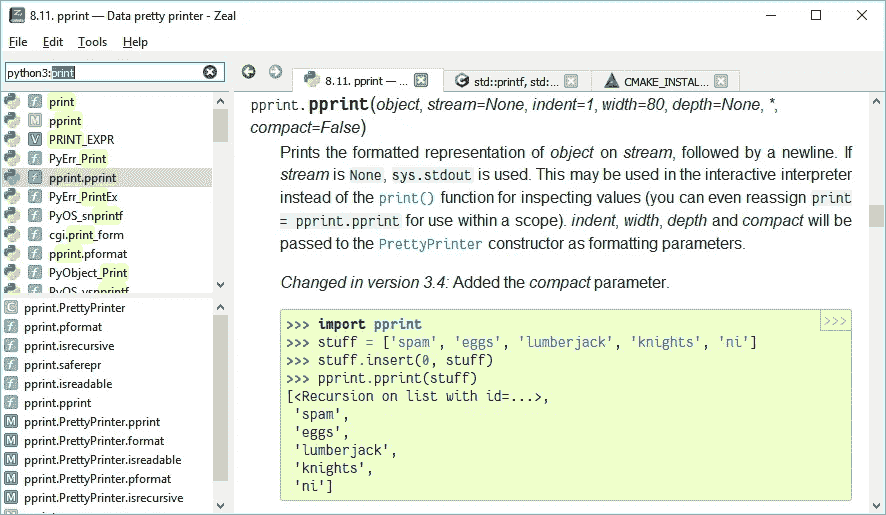 8.11. pprint — Data pretty printer - Zeal
File Edit Tools Help
python3:print
8.11. pprint — ...
std::printf, std:...
CMAKE_INSTAL...
print
pprint
PRINT_EXPR
PyErr_Print
pprint.pprint
PyErr_PrintEx
PyOS_snprintf
cgi.print_form
pprint.pformat
PyObject_Print
PyOS_vsnprintf
pprint.PrettyPrinter
pprint.pformat
pprint.isrecursive
pprint.saferepr
pprint.isreadable
pprint.pprint
pprint.PrettyPrinter.pprint
pprint.PrettyPrinter.format
pprint.PrettyPrinter.isreadable
pprint.PrettyPrinter.pformat
pprint.PrettyPrinter.isrecursive
pprint.pprint(object, stream=None, indent=1, width=80, depth=None, *,
compact=False)
Prints the formatted representation of object on stream, followed by a newline. If
stream is None, sys.stdout is used. This may be used in the interactive interpreter
instead of the print() function for inspecting values (you can even reassign print
= pprint.pprint for use within a scope). indent, width, depth and compact will be
passed to the PrettyPrinter constructor as formatting parameters.
Changed in version 3.4: Added the compact parameter.
>>>
>>> import pprint
>>> stuff = ['spam', 'eggs', 'lumberjack', 'knights', 'ni']
>>> stuff.insert(0, stuff)
>>> pprint.pprint(stuff)
[<Recursion on list with id=...>,
'spam',
'eggs',
'lumberjack',
'knights',
'ni']